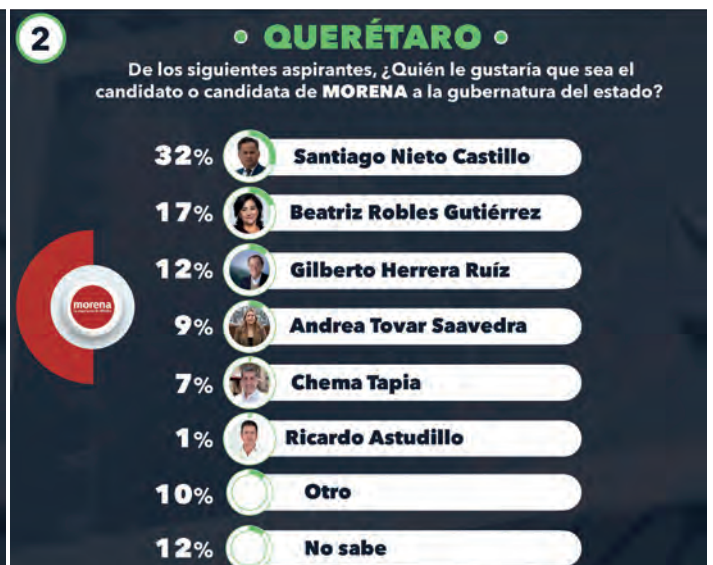 2
QUERÉTARO
De los siguientes aspirantes, ¿Quién le gustaría que sea el
candidato o candidata de MORENA a la gubernatura del estado?
32% Santiago Nieto Castillo
17% Beatriz Robles Gutiérrez
12% Gilberto Herrera Ruíz
9% Andrea Tovar Saavedra
7% Chema Tapia
1% Ricardo Astudillo
10% Otro
12% No sabe
morena